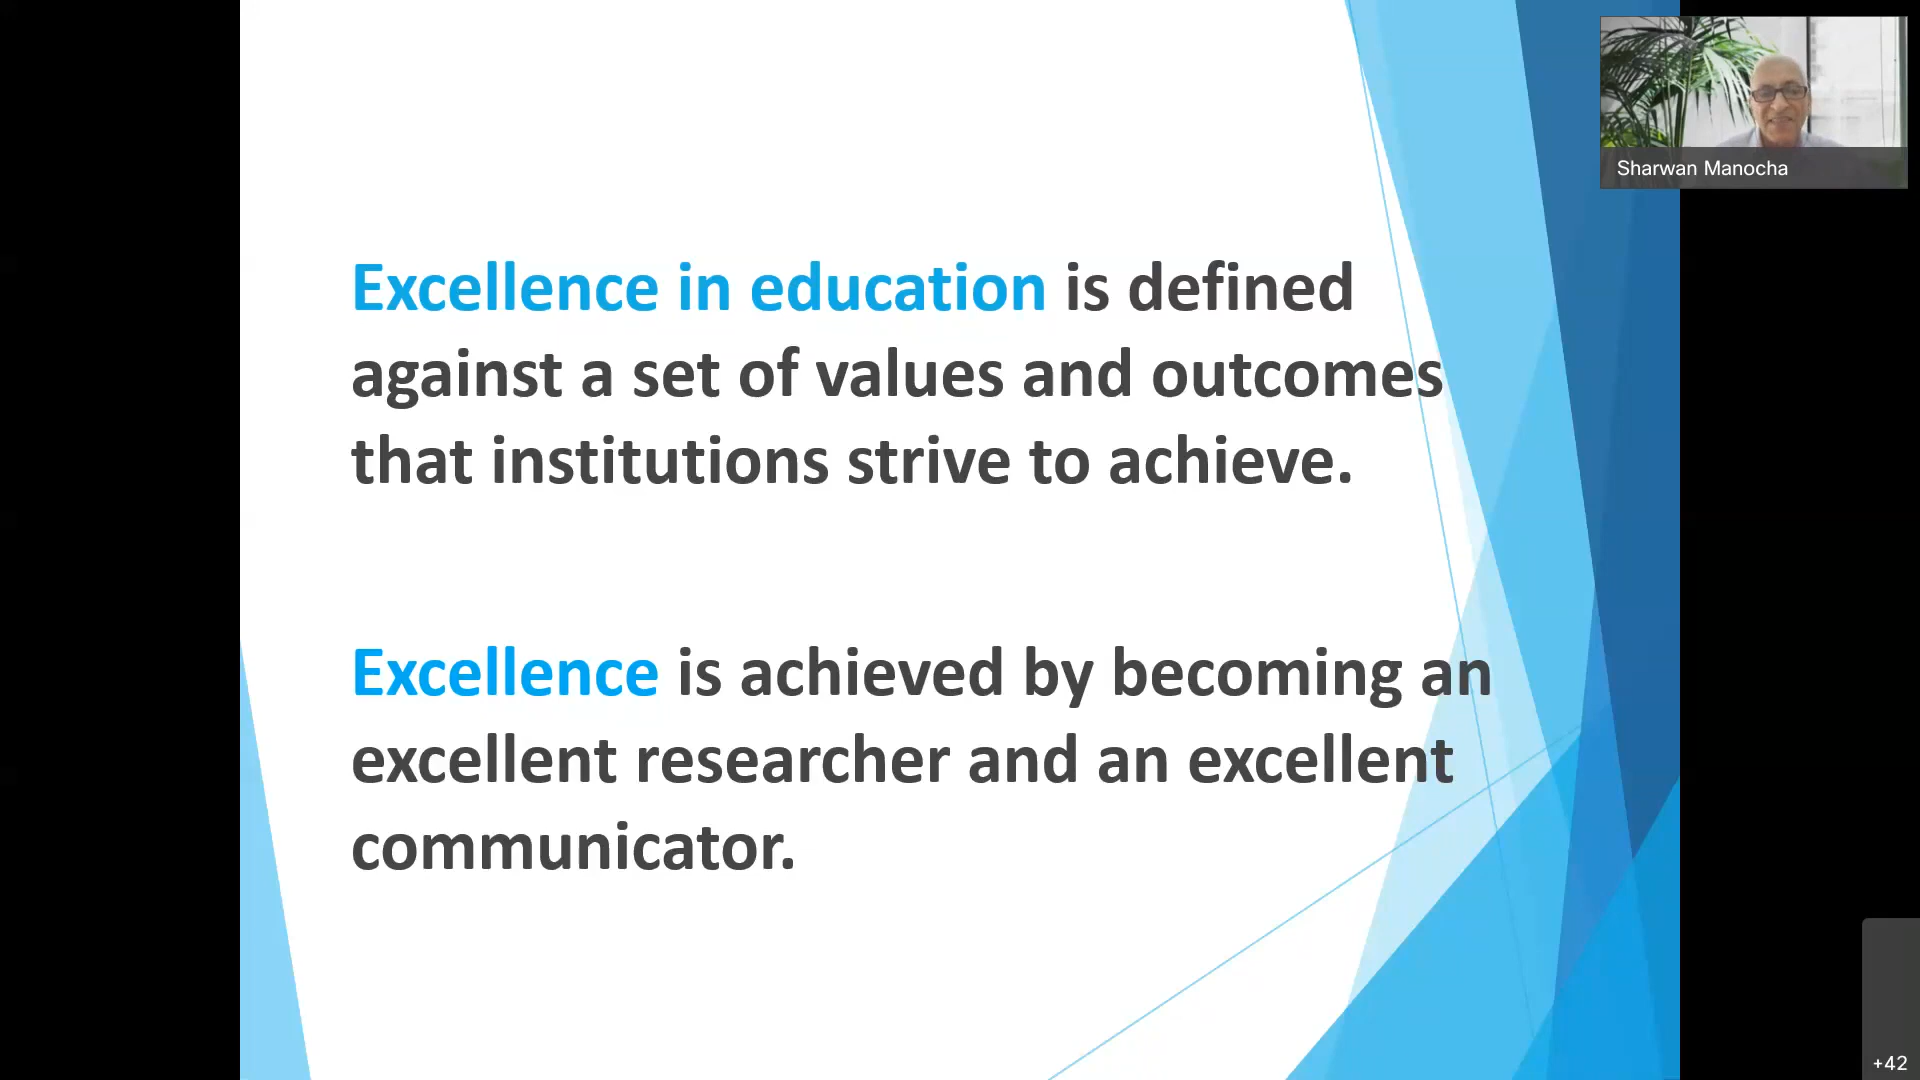 Sharwan Manocha
Excellence in education is defined
against a set of values and outcomes
that institutions strive to achieve.
Excellence is achieved by becoming an
excellent researcher and an excellent
communicator.
+42